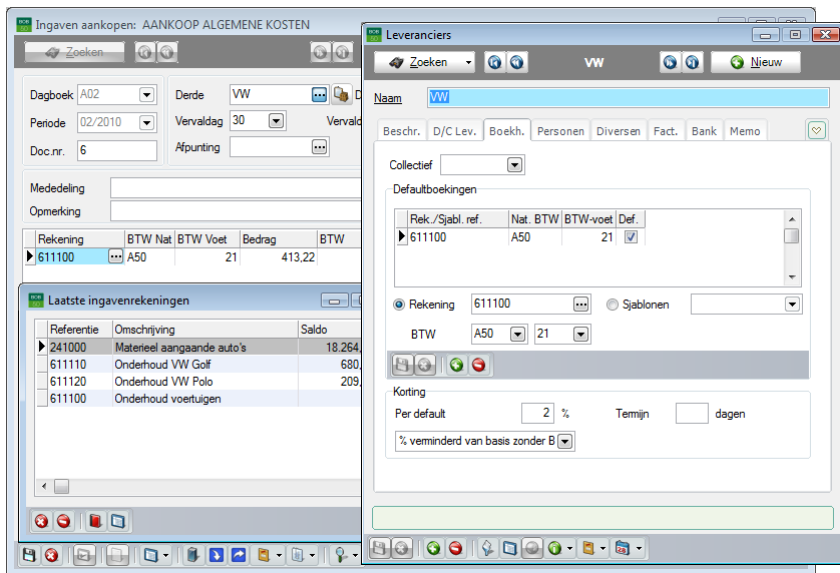 Ingaven aankopen: AANKOOP ALGEMENE KOSTEN
Zoeken
Dagboek A02
Derde VW
Periode 02/2010
Vervaldag 30
Doc.nr. 6
Afpunting
Mededeling
Opmerking
Rekening BTW Nat BTW Voet Bedrag BTW
611100 A50 21 413,22
Laatste ingavenrekeningen
Referentie Omschrijving Saldo
241000 Materieel aangaande auto's 18.264,
611110 Onderhoud VW Golf 680,
611120 Onderhoud VW Polo 209,
611100 Onderhoud voertuigen
Leveranciers
Zoeken VW Nieuw
Naam VW
Beschr. D/C Lev. Boekh. Personen Diversen Fact. Bank Memo
Collectief
Defaultboekingen
Rek./Sjabl. ref. Nat. BTW BTW-voet Def.
611100 A50 21
Rekening 611100 Sjablonen
BTW A50 21
Korting
Per default 2 % Termijn dagen
% verminderd van basis zonder B